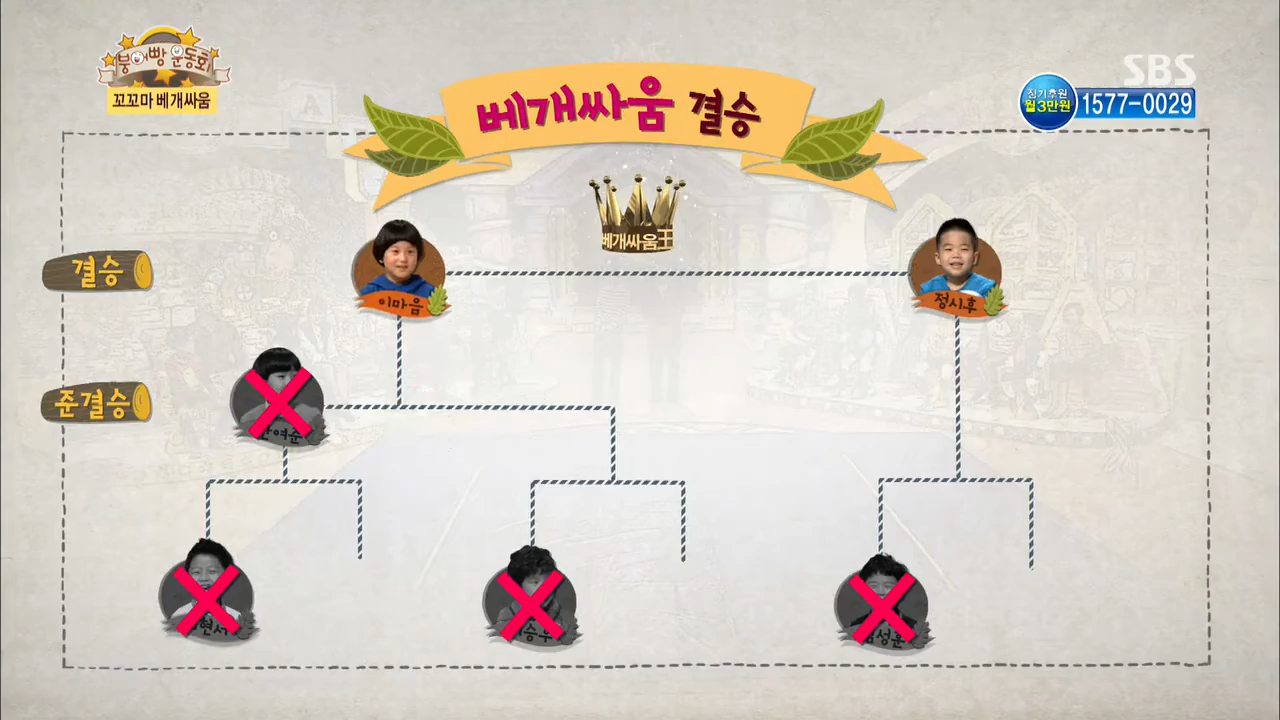 붕어빵 운동회
꼬꼬마 베개싸움
SBS
정기후원
월3만원
1577-0029
베개싸움 결승
베개싸움王
결승
이마음
정시후
준결승